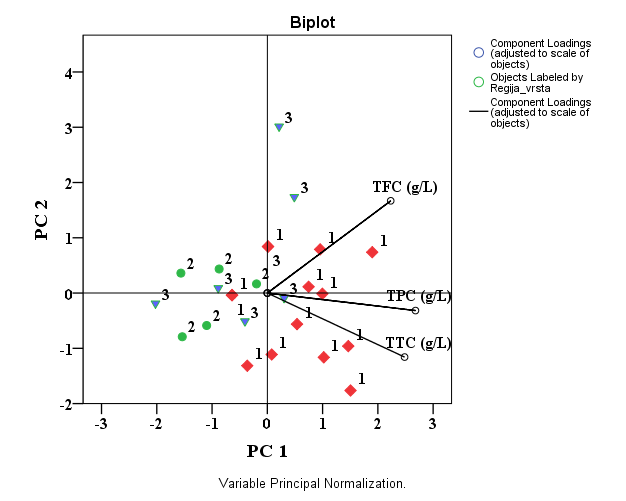 Biplot
Component Loadings
(adjusted to scale of
objects)
Objects Labeled by
Regija_vrsta
Component Loadings
(adjusted to scale of
objects)
PC 2
4
3
2
1
0
-1
-2
3
3
TFC (g/L)
1
1
1
2
2
3
2
3
1
1
1
3
3
TPC (g/L)
2
2
1
3
1
1
1
TTC (g/L)
1
1
1
-3
-2
-1
0
1
2
3
PC 1
Variable Principal Normalization.